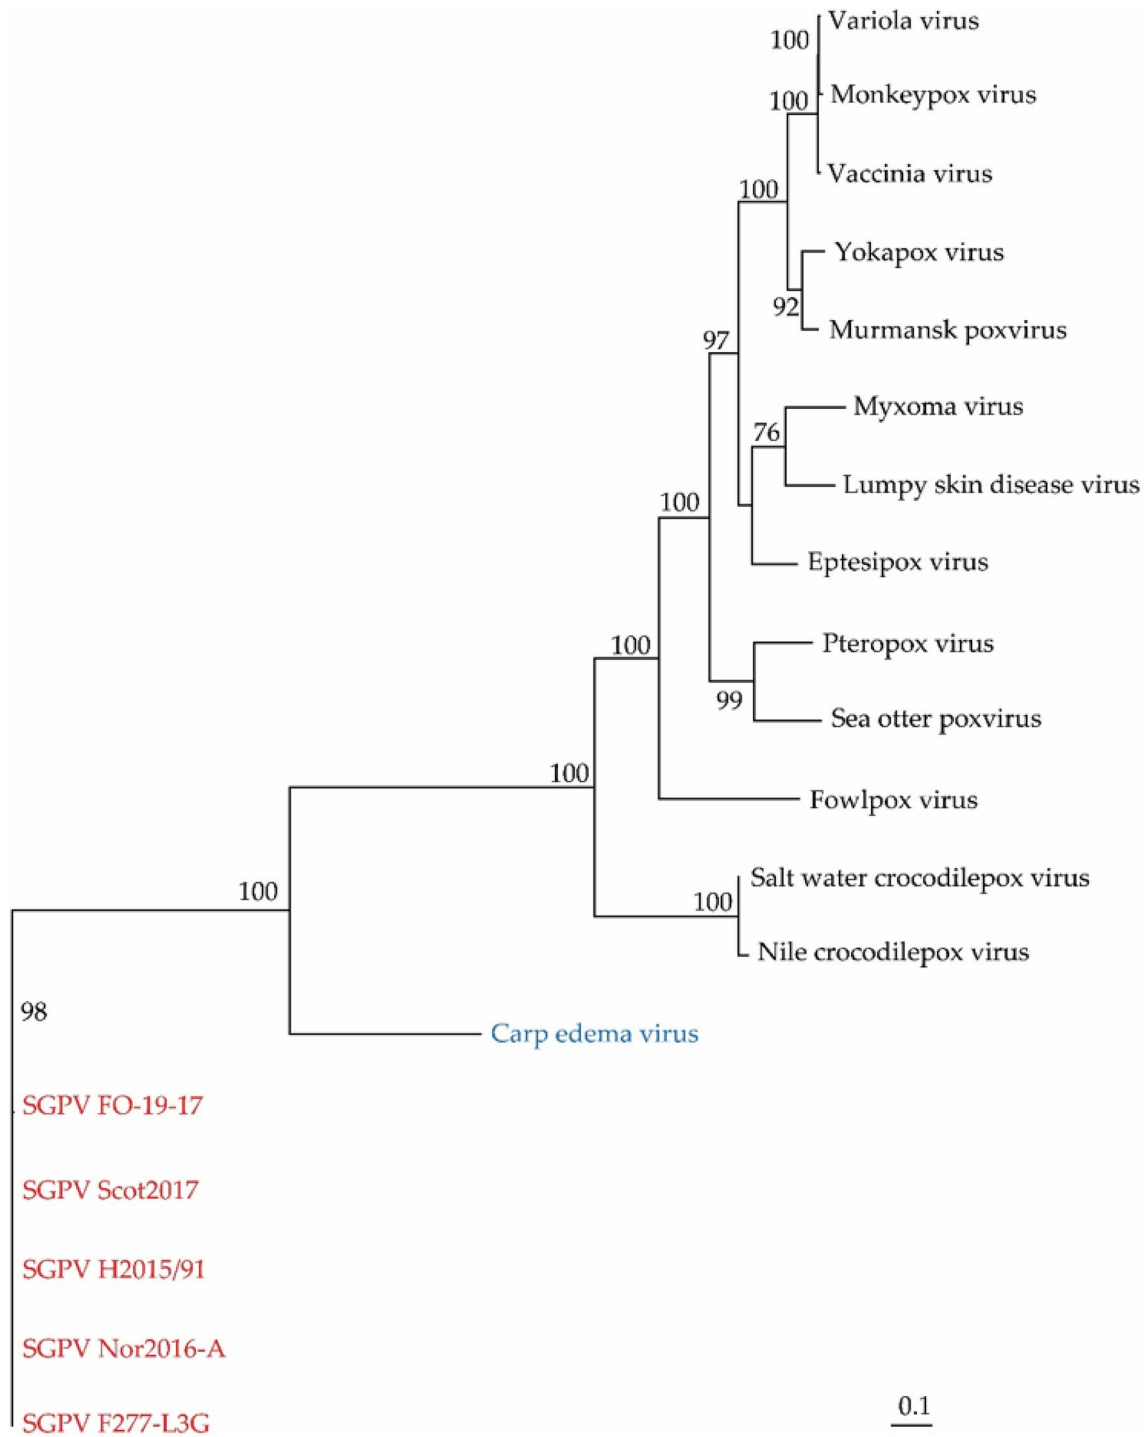 Variola virus
100
Monkeypox virus
100
Vaccinia virus
100
Yokapox virus
92
Murmansk poxvirus
97
Myxoma virus
76
Lumpy skin disease virus
100
Eptesipox virus
Pteropox virus
100
99
Sea otter poxvirus
100
Fowlpox virus
Salt water crocodilepox virus
100
100
Nile crocodilepox virus
98
Carp edema virus
SGPV FO-19-17
SGPV Scot2017
SGPV H2015/91
SGPV Nor2016-A
0.1
SGPV F277-L3G